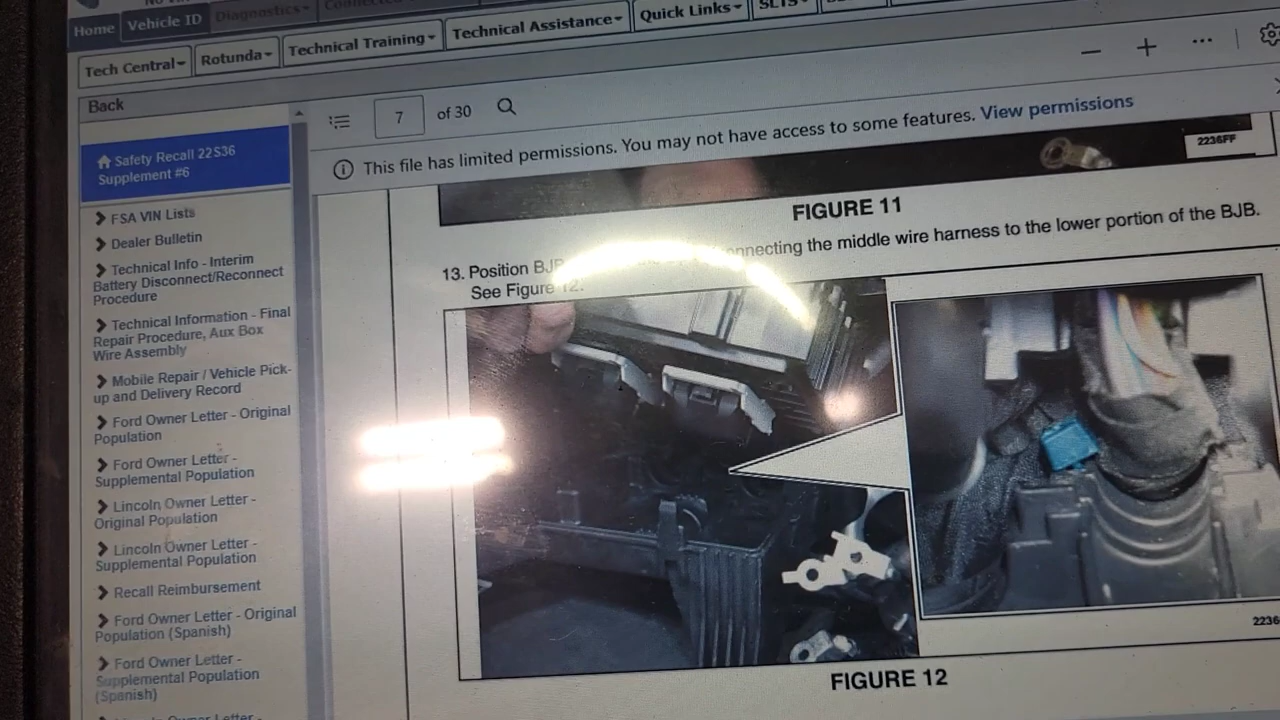 Home Vehicle ID Diagnostics
Tech Central Rotunda Technical Training Technical Assistance Quick Links
Back
7 of 30
This file has limited permissions. You may not have access to some features. View permissions
Safety Recall 22S36
Supplement #6
FSA VIN Lists
Dealer Bulletin
Technical Info - Interim
Battery Disconnect/Reconnect
Procedure
Technical Information - Final
Repair Procedure, Aux Box
Wire Assembly
Mobile Repair / Vehicle Pick-
up and Delivery Record
Ford Owner Letter - Original
Population
Ford Owner Letter -
Supplemental Population
Lincoln Owner Letter -
Original Population
Lincoln Owner Letter -
Supplemental Population
Recall Reimbursement
Ford Owner Letter - Original
Population (Spanish)
Ford Owner Letter -
Supplemental Population
(Spanish)
2236FF
FIGURE 11
13. Position BJB the middle wire harness to the lower portion of the BJB.
See Figure 12.
2236
FIGURE 12